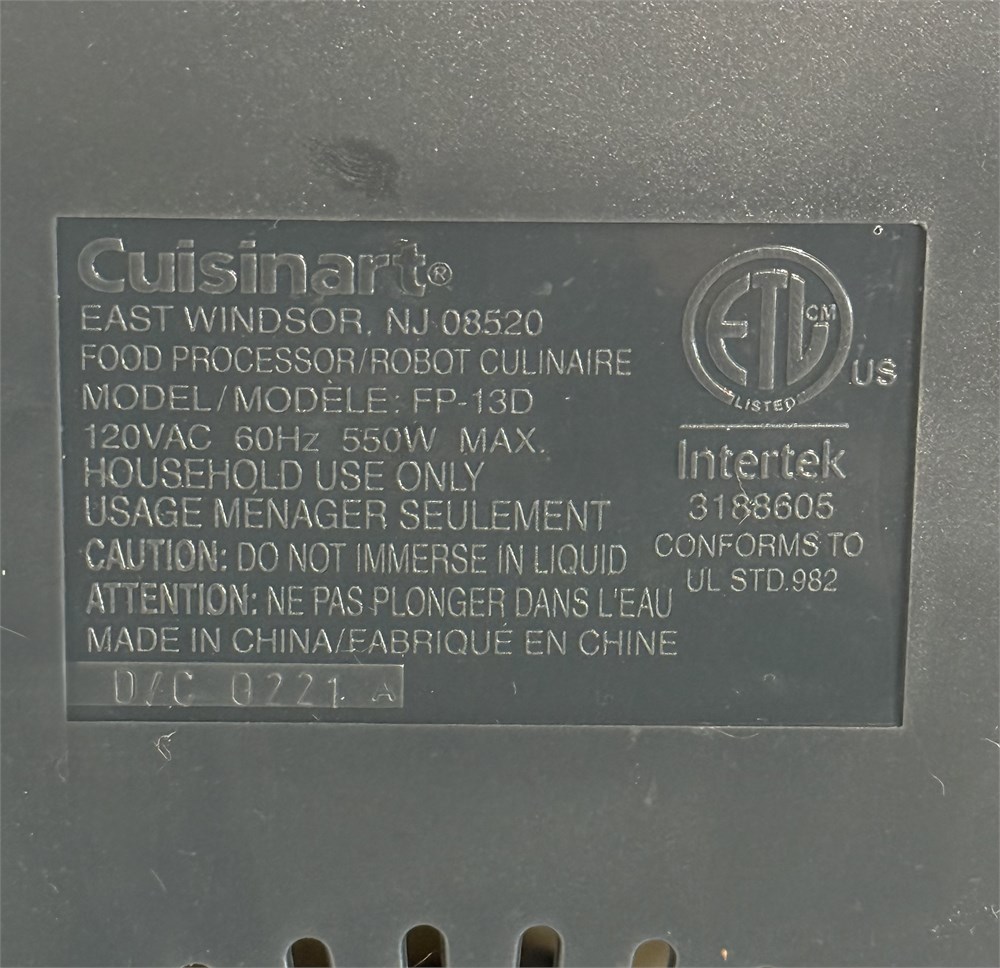 Cuisinart®
EAST WINDSOR, NJ 08520
FOOD PROCESSOR/ROBOT CULINAIRE
MODEL/MODÈLE: FP-13D
120VAC 60Hz 550W MAX.
HOUSEHOLD USE ONLY
USAGE MÉNAGER SEULEMENT
CAUTION: DO NOT IMMERSE IN LIQUID
ATTENTION: NE PAS PLONGER DANS L'EAU
MADE IN CHINA/FABRIQUÉ EN CHINE
D/C 0221 A
ETL CM
LISTED
US
Intertek
3188605
CONFORMS TO
UL STD.982